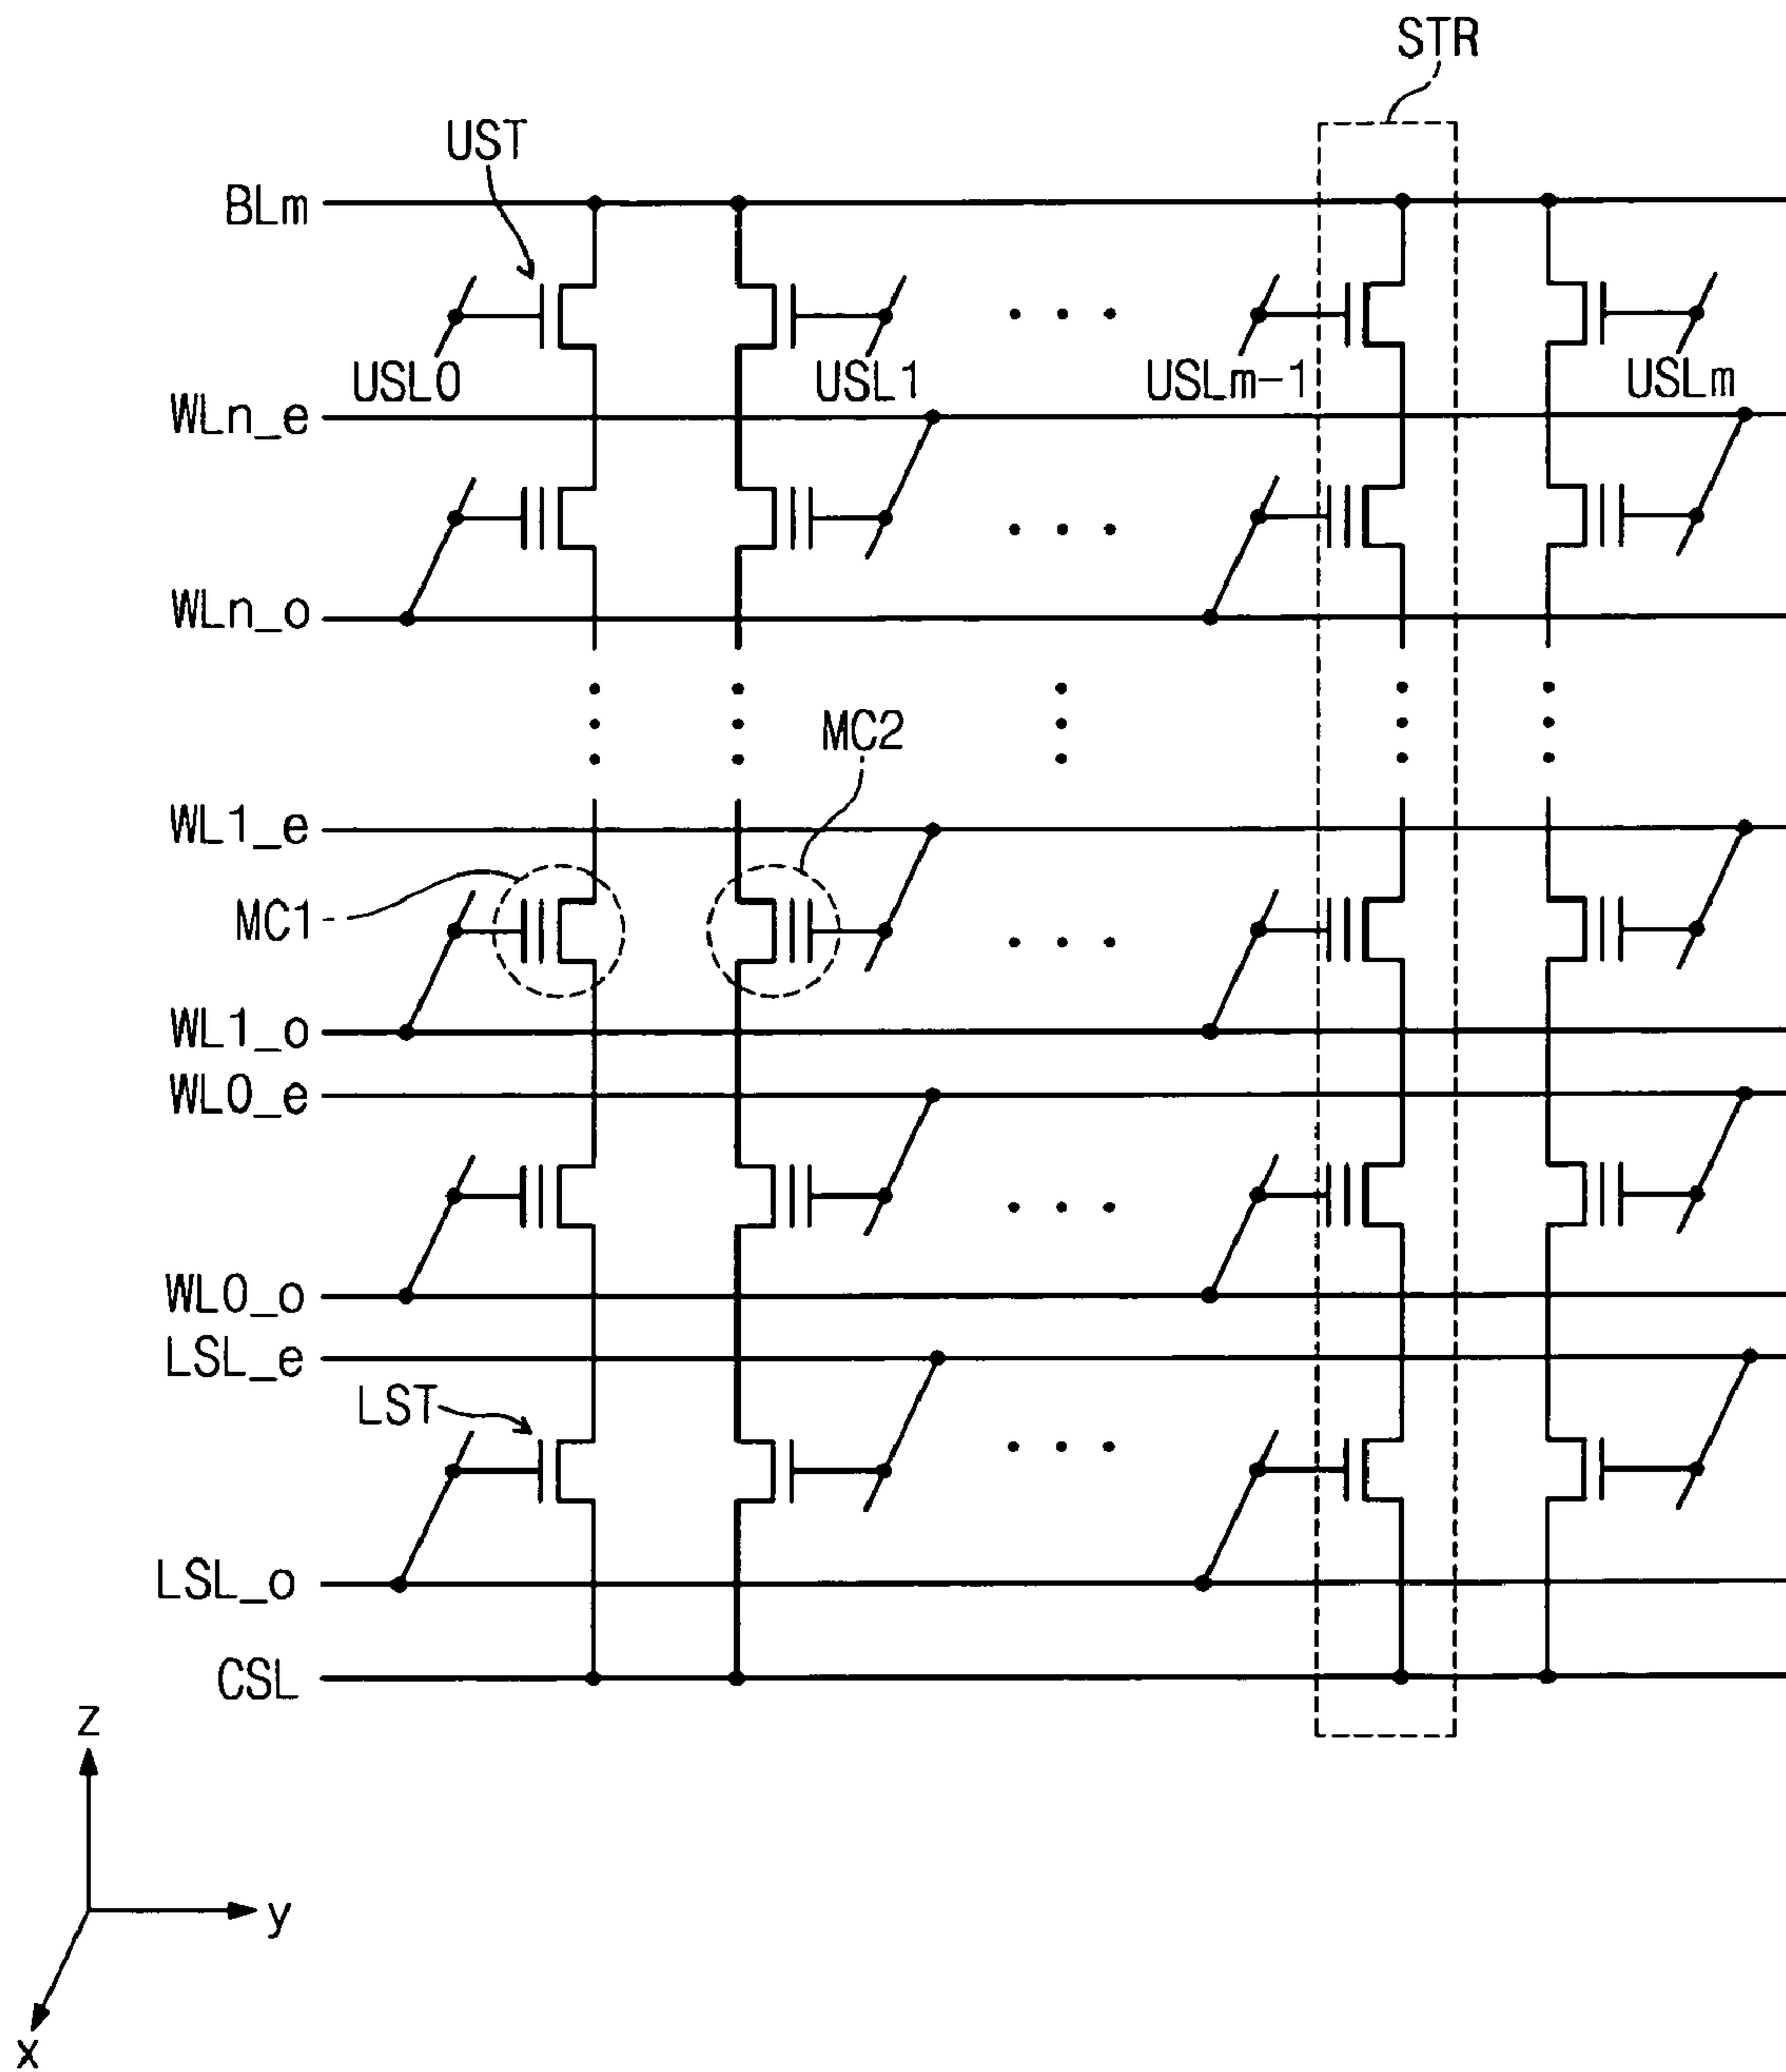 STR
UST
BLm
USL0 USL1 USLm-1 USLm
WLn_e
WLn_o
MC2
WL1_e
MC1
WL1_o
WL0_e
WL0_o
LSL_e
LST
LSL_o
CSL
z
y
x